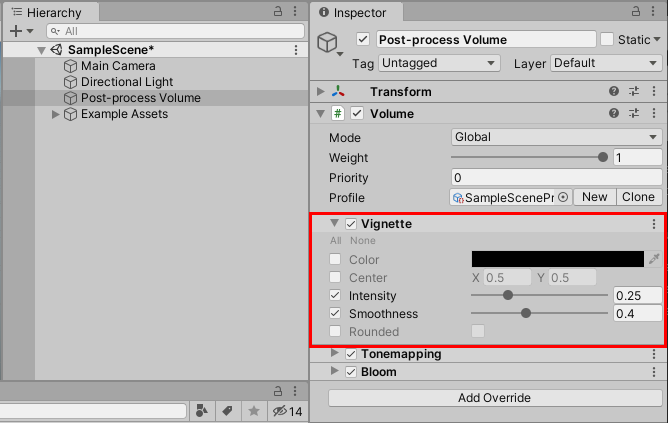 Hierarchy
All
SampleScene*
Main Camera
Directional Light
Post-process Volume
Example Assets
14
Inspector
Post-process Volume
Static
Tag Untagged Layer Default
Transform
Volume
Mode Global
Weight 1
Priority 0
Profile SampleScenePr New Clone
Vignette
All None
Color
Center X 0.5 Y 0.5
Intensity 0.25
Smoothness 0.4
Rounded
Tonemapping
Bloom
Add Override